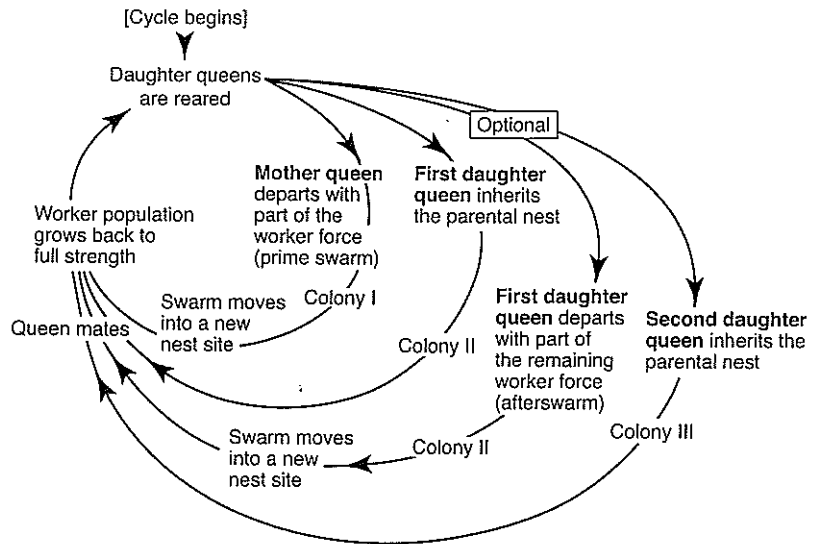 [Cycle begins]
Daughter queens
are reared
Optional
Mother queen
departs with
part of the
worker force
(prime swarm)
First daughter
queen inherits
the parental nest
Worker population
grows back to
full strength
Queen mates
Swarm moves
into a new
nest site
Colony I
Colony II
First daughter
queen departs
with part of
the remaining
worker force
(afterswarm)
Second daughter
queen inherits the
parental nest
Swarm moves
into a new
nest site
Colony II
Colony III